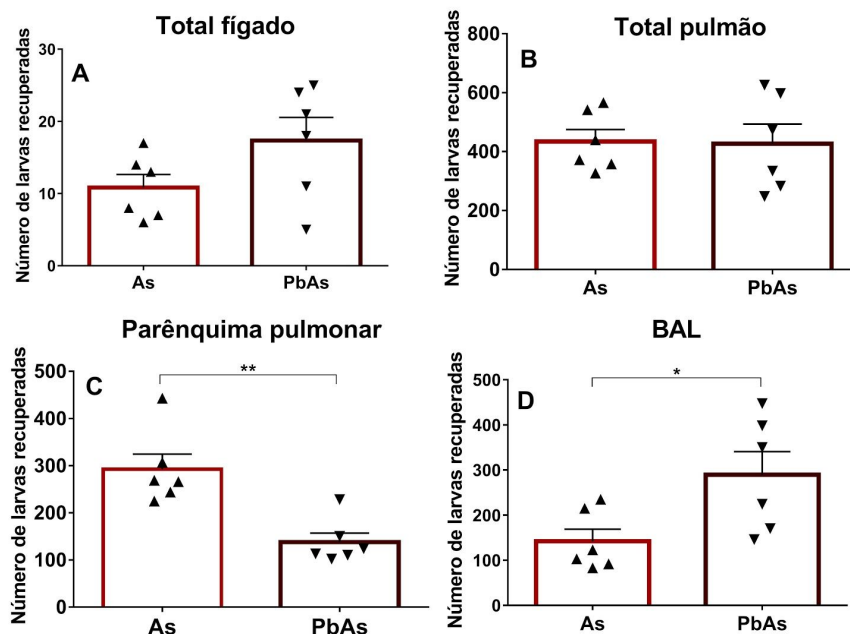 Total fígado
A
Número de larvas recuperadas
30
20
10
0
As
PbAs
Total pulmão
B
Número de larvas recuperadas
800
600
400
200
0
As
PbAs
Parênquima pulmonar
C
**
Número de larvas recuperadas
500
400
300
200
100
0
As
PbAs
BAL
D
*
Número de larvas recuperadas
500
400
300
200
100
0
As
PbAs